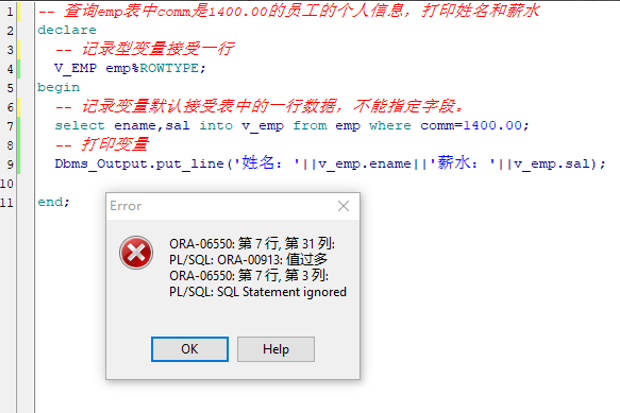 1 -- 查询emp表中comm是1400.00的员工的个人信息，打印姓名和薪水
2 declare
3 -- 记录型变量接受一行
4 V_EMP emp%ROWTYPE;
5 begin
6 -- 记录变量默认接受表中的一行数据，不能指定字段。
7 select ename,sal into v_emp from emp where comm=1400.00;
8 -- 打印变量
9 Dbms_Output.put_line('姓名：'||v_emp.ename||'薪水：'||v_emp.sal);
10
11 end;
Error
ORA-06550: 第 7 行, 第 31 列:
PL/SQL: ORA-00913: 值过多
ORA-06550: 第 7 行, 第 3 列:
PL/SQL: SQL Statement ignored
OK
Help